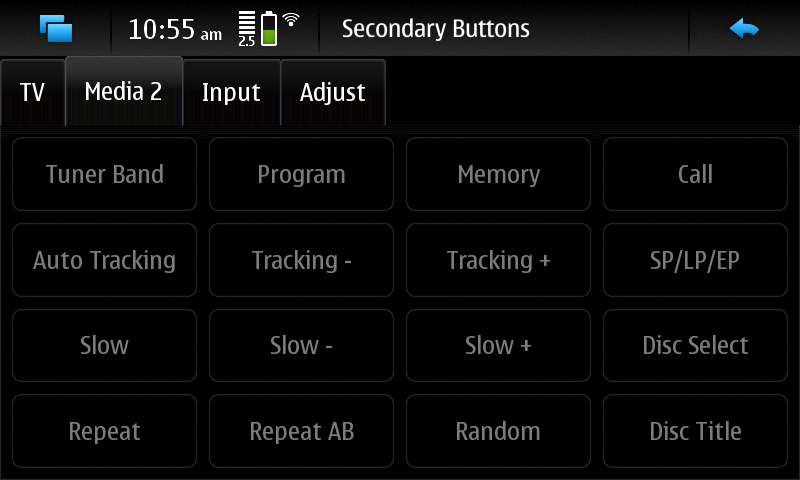 10:55 am 2.5 Secondary Buttons
TV Media 2 Input Adjust
Tuner Band Program Memory Call
Auto Tracking Tracking - Tracking + SP/LP/EP
Slow Slow - Slow + Disc Select
Repeat Repeat AB Random Disc Title